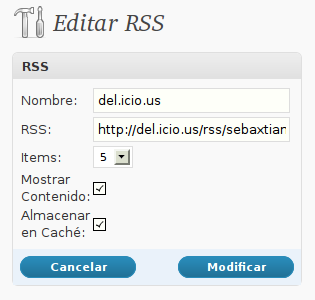 Editar RSS
RSS
Nombre: del.icio.us
RSS: http://del.icio.us/rss/sebaxtian
Items: 5
Mostrar
Contenido:
Almacenar
en Caché:
Cancelar Modificar